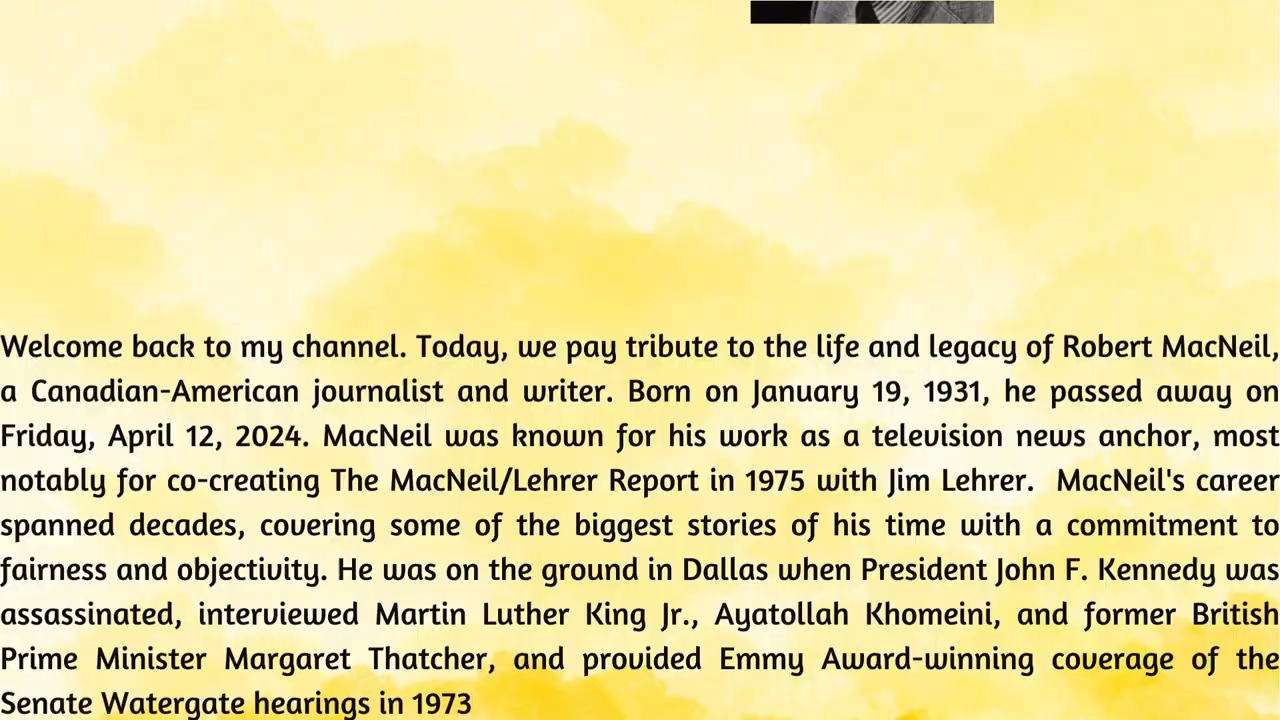 Welcome back to my channel. Today, we pay tribute to the life and legacy of Robert MacNeil,
a Canadian-American journalist and writer. Born on January 19, 1931, he passed away on
Friday, April 12, 2024. MacNeil was known for his work as a television news anchor, most
notably for co-creating The MacNeil/Lehrer Report in 1975 with Jim Lehrer.  MacNeil's career
spanned decades, covering some of the biggest stories of his time with a commitment to
fairness and objectivity. He was on the ground in Dallas when President John F. Kennedy was
assassinated, interviewed Martin Luther King Jr., Ayatollah Khomeini, and former British
Prime Minister Margaret Thatcher, and provided Emmy Award-winning coverage of the
Senate Watergate hearings in 1973